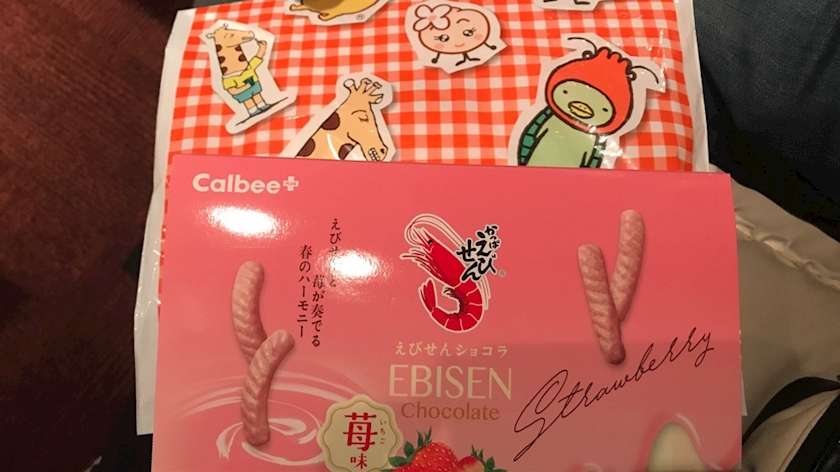 Calbee+
えびせんと
苺が奏でる
春のハーモニー
かっぱ
えび
せん
®
えびせんショコラ
EBISEN
Chocolate
Strawberry
苺
いちご
味
®